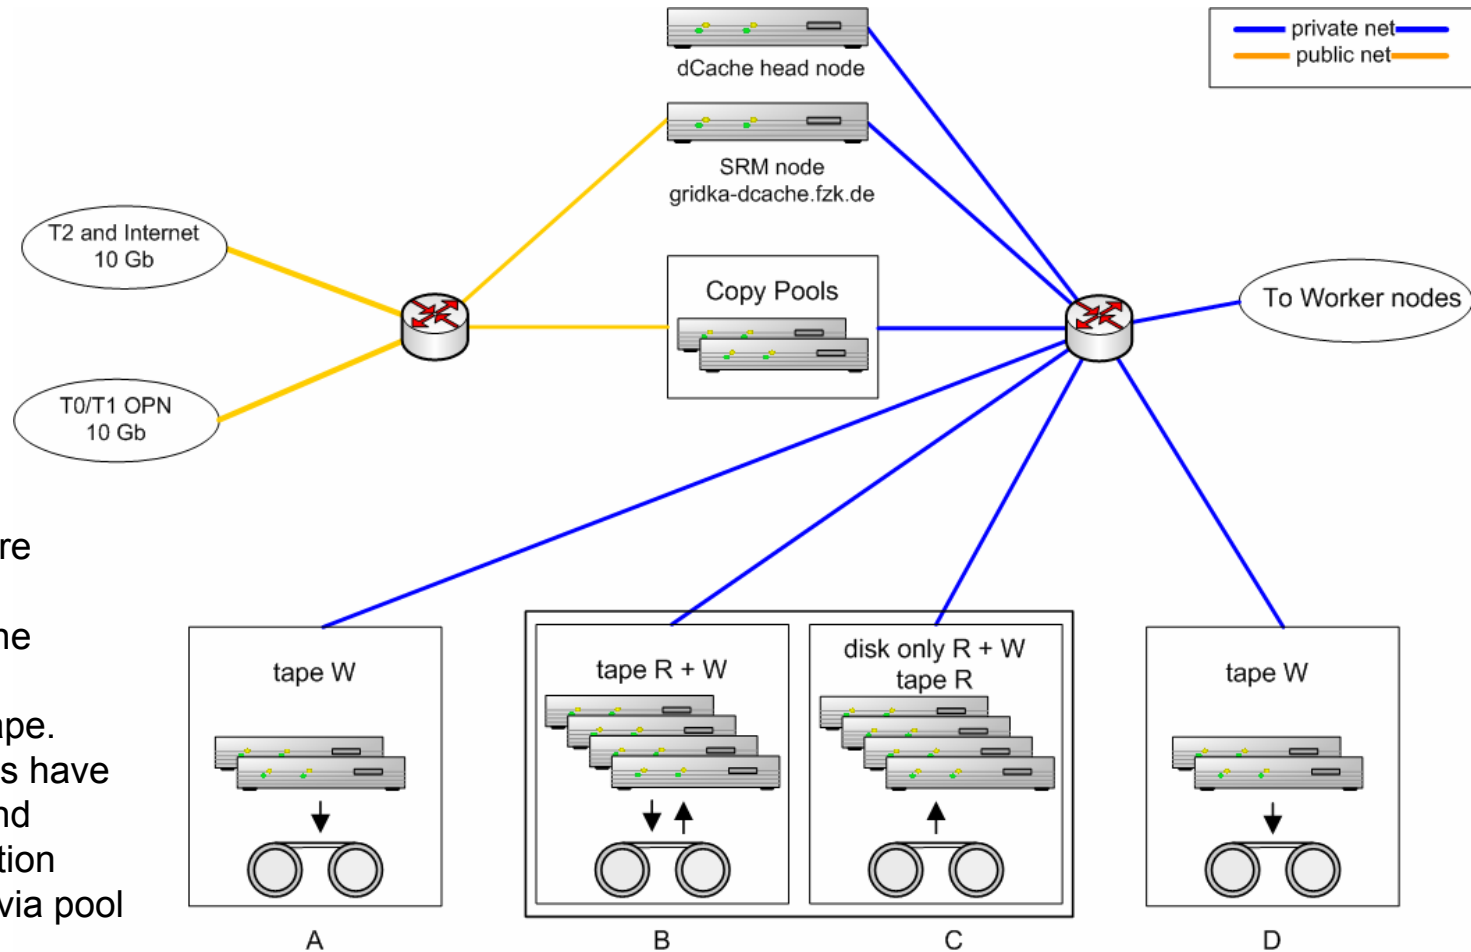 dCache head node
private net
public net
SRM node
gridka-dcache.fzk.de
T2 and Internet
10 Gb
Copy Pools
To Worker nodes
T0/T1 OPN
10 Gb
re
ne
ape.
s have
nd
tion
via pool
tape W
tape R + W
disk only R + W
tape R
tape W
A
B
C
D